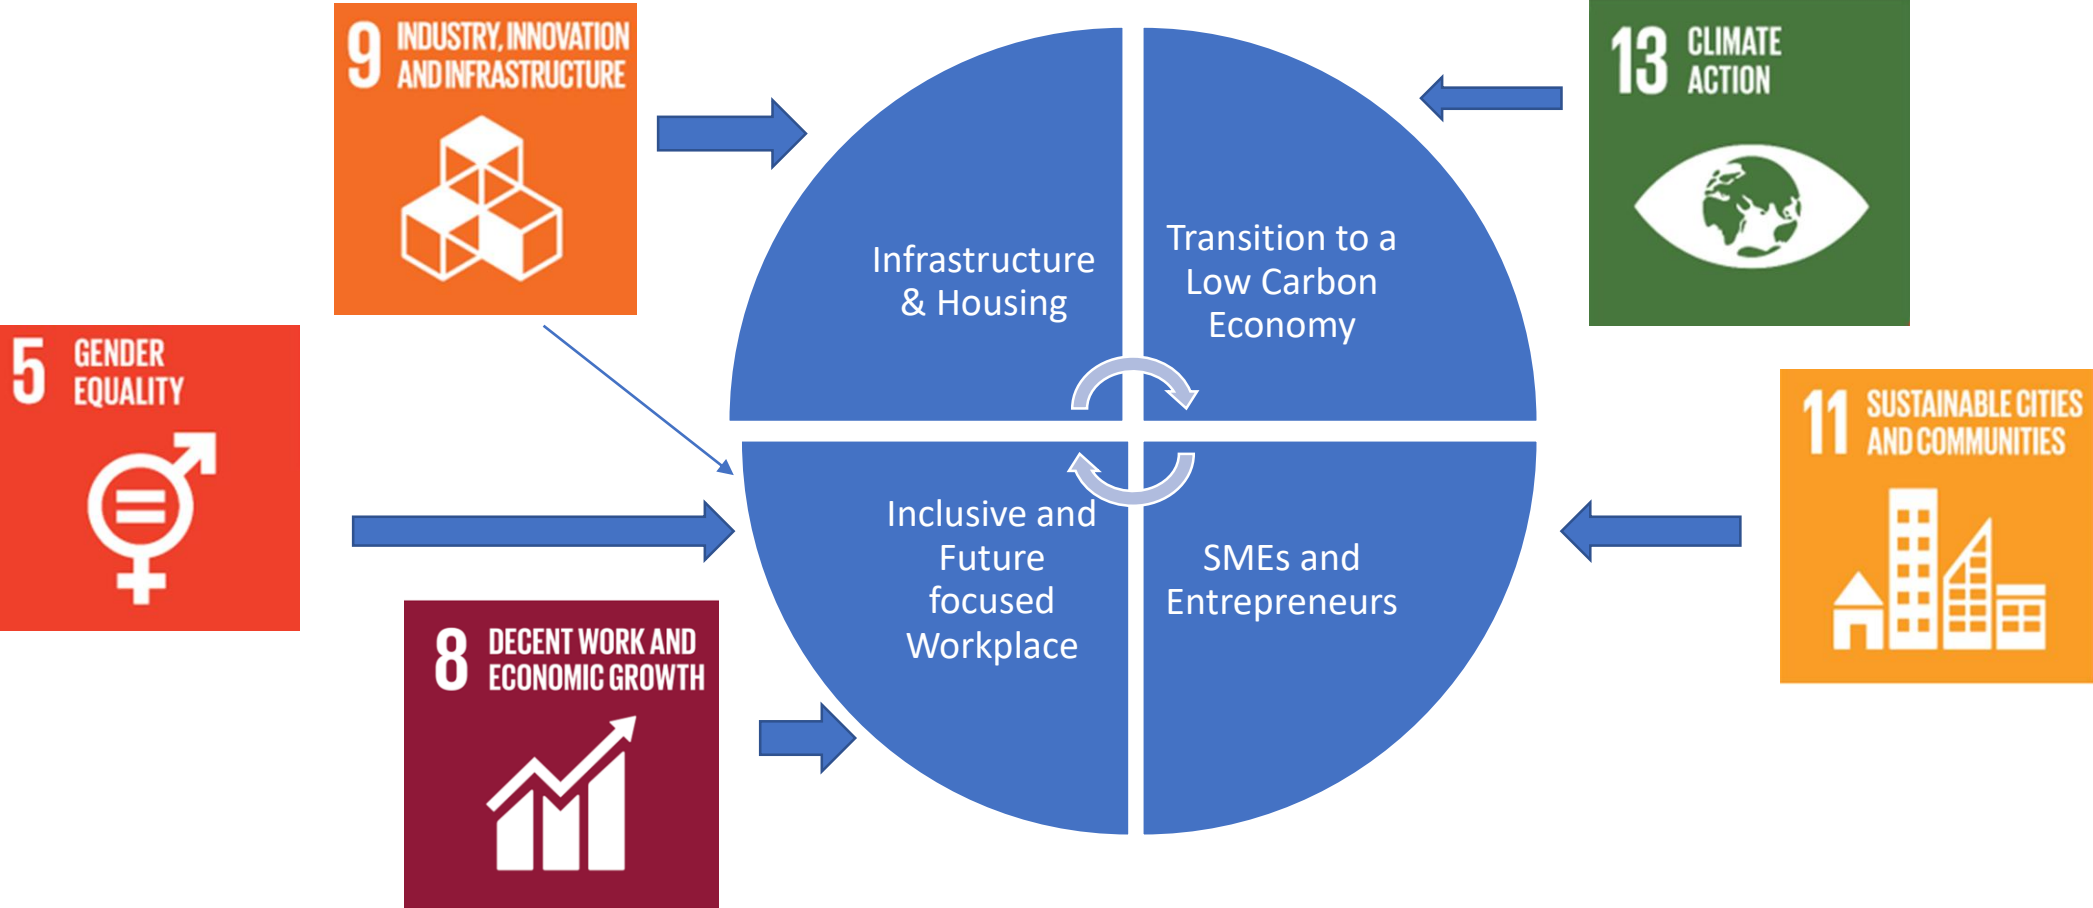 9 INDUSTRY, INNOVATION
AND INFRASTRUCTURE
13 CLIMATE
ACTION
Infrastructure
& Housing
Transition to a
Low Carbon
Economy
5 GENDER
EQUALITY
11 SUSTAINABLE CITIES
AND COMMUNITIES
Inclusive and
Future
focused
Workplace
SMEs and
Entrepreneurs
8 DECENT WORK AND
ECONOMIC GROWTH